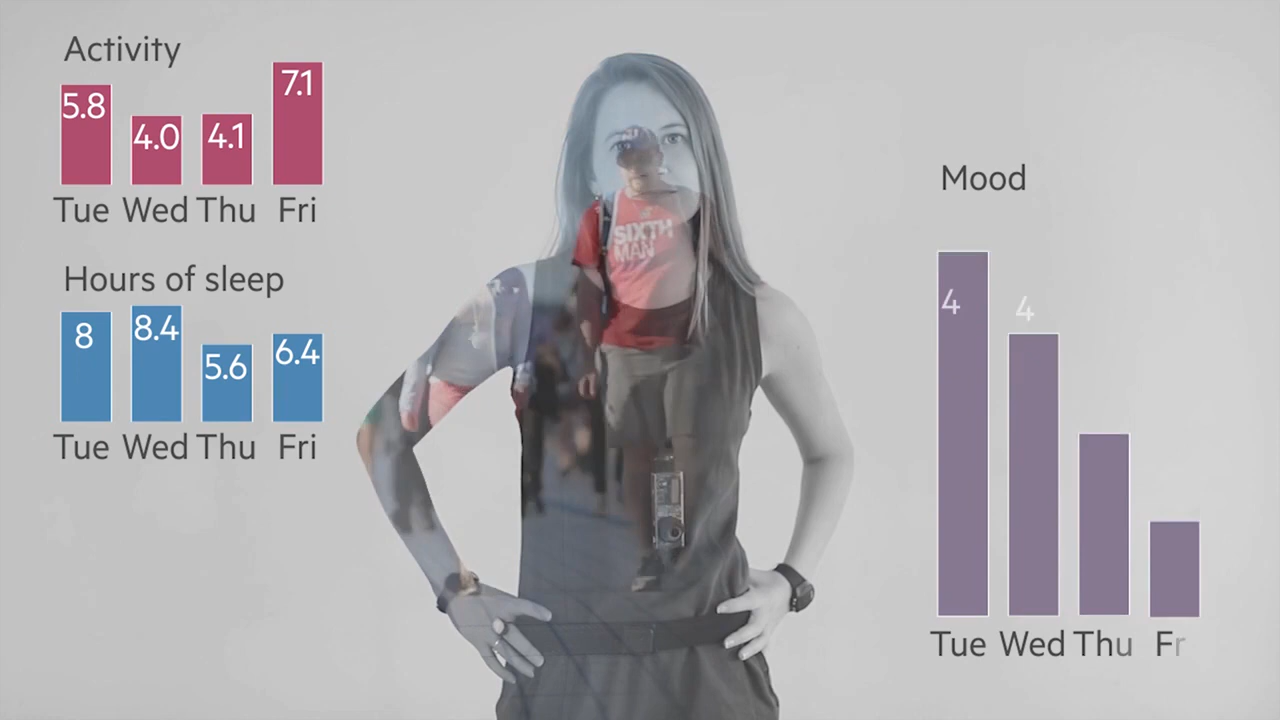 Activity
5.8 4.0 4.1 7.1
Tue Wed Thu Fri
Hours of sleep
8 8.4 5.6 6.4
Tue Wed Thu Fri
SIXTH
MAN
Mood
4 4
Tue Wed Thu Fr